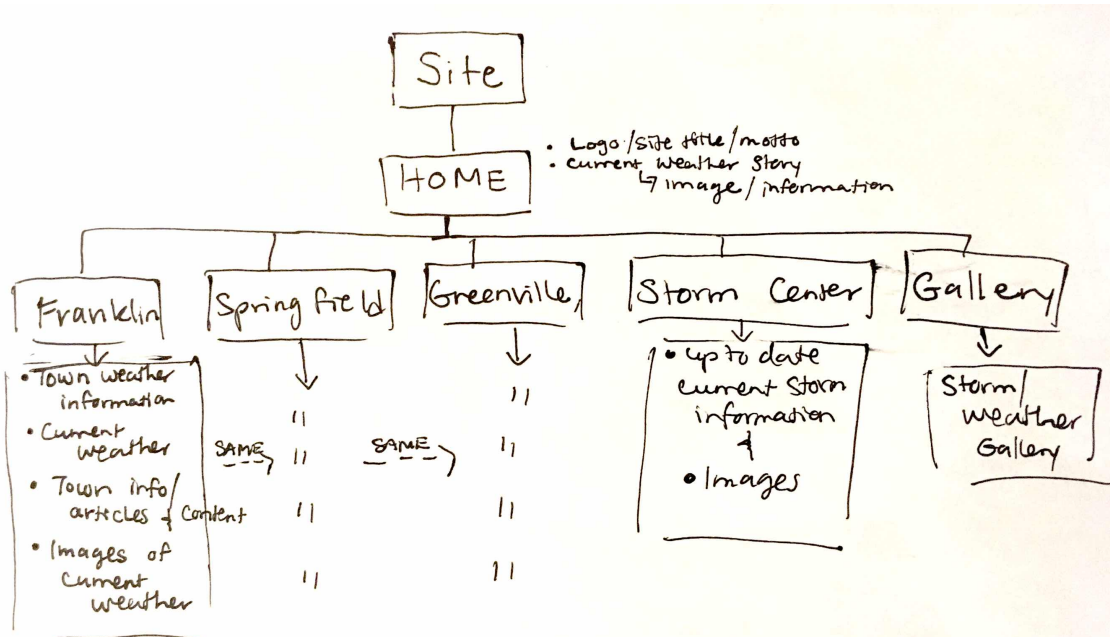 Site
HOME
• Logo/site title/motto
• current weather story
↳ image/information
Franklin
Springfield
Greenville
Storm Center
Gallery
• Town weather
information
• Current
weather
• Town info/
articles & content
• Images of
current
weather
SAME
"
"
"
"
SAME
"
"
"
"
• up to date
current storm
information
&
• Images
Storm/
weather
Gallery